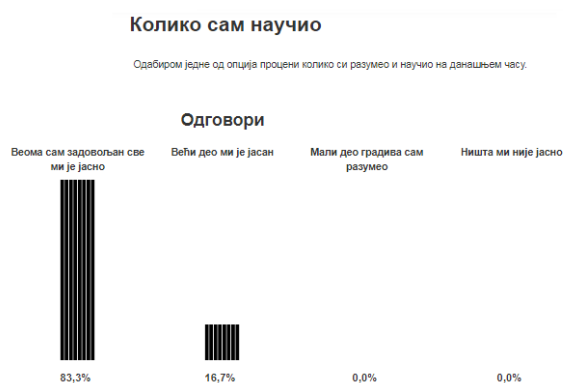 Колико сам научио
Одабиром једне од опција процени колико си разумео и научио на данашњем часу.
Одговори
Веома сам задовољан све
ми је јасно
Већи део ми је јасан
Мали део градива сам
разумео
Ништа ми није јасно
83,3%
16,7%
0,0%
0,0%